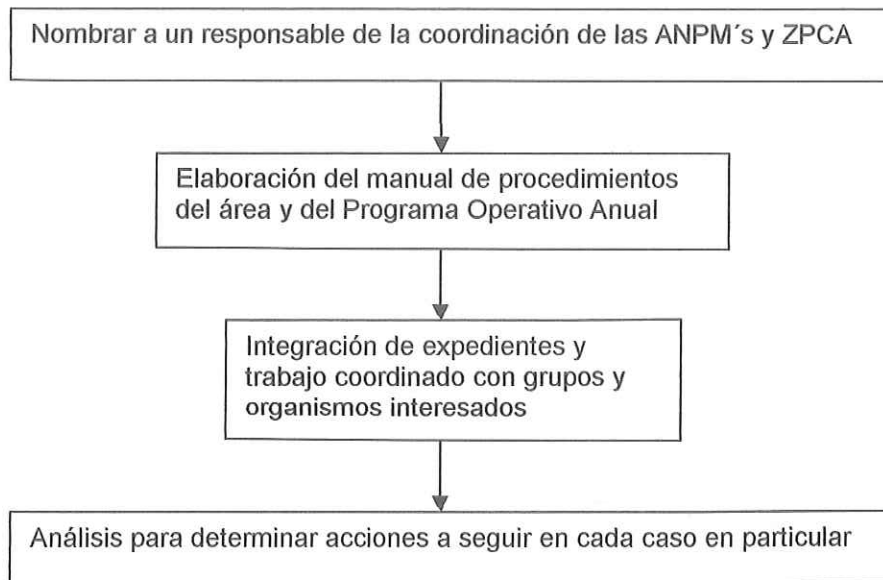 Nombrar a un responsable de la coordinación de las ANPM´s y ZPCA
Elaboración del manual de procedimientos
del área y del Programa Operativo Anual
Integración de expedientes y
trabajo coordinado con grupos y
organismos interesados
Análisis para determinar acciones a seguir en cada caso en particular